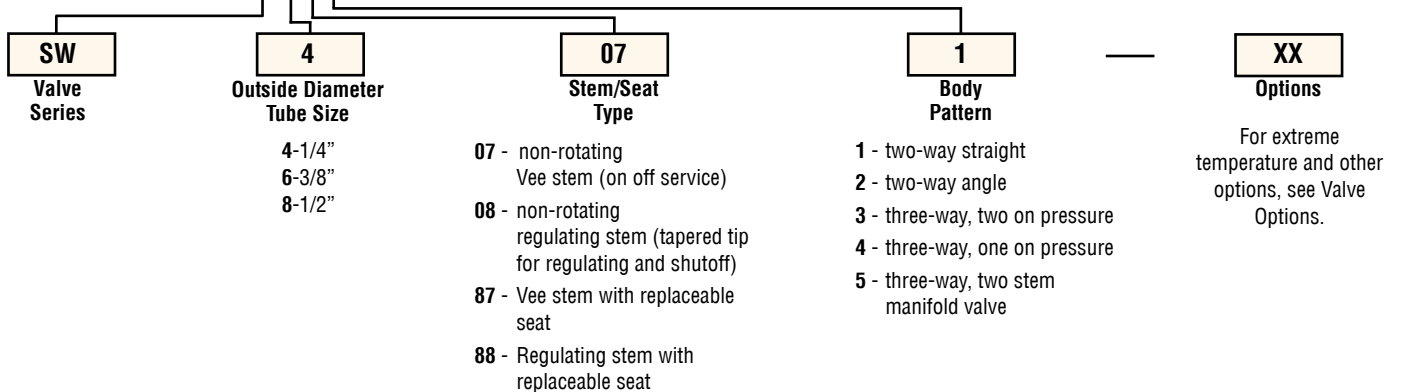 SW
Valve
Series
4
Outside Diameter
Tube Size
4-1/4”
6-3/8”
8-1/2”
07
Stem/Seat
Type
07 - non-rotating
Vee stem (on off service)
08 - non-rotating
regulating stem (tapered tip
for regulating and shutoff)
87 - Vee stem with replaceable
seat
88 - Regulating stem with
replaceable seat
1
Body
Pattern
1 - two-way straight
2 - two-way angle
3 - three-way, two on pressure
4 - three-way, one on pressure
5 - three-way, two stem
manifold valve
XX
Options
For extreme
temperature and other
options, see Valve
Options.